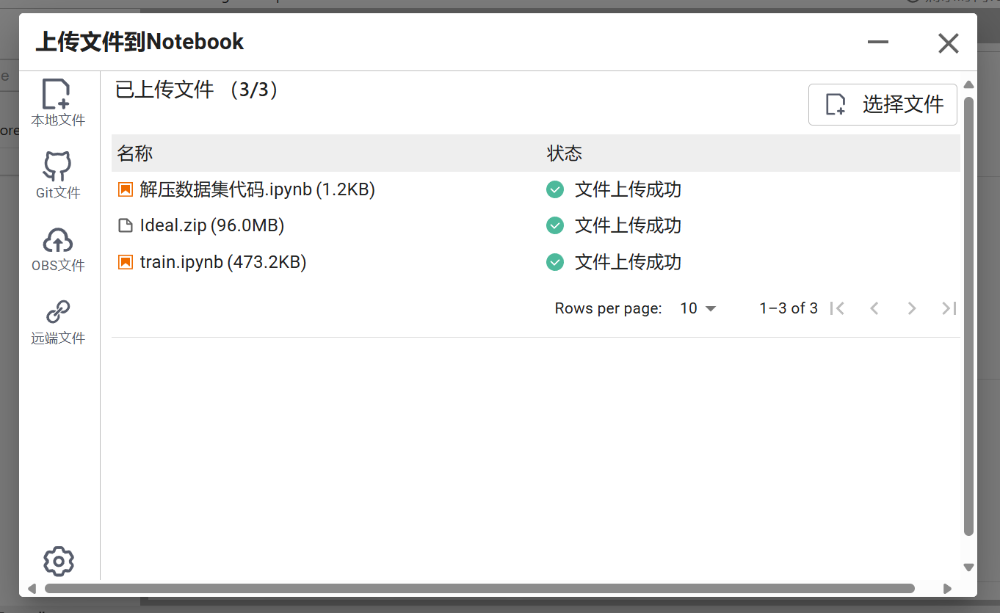 上传文件到Notebook
本地文件
Git文件
OBS文件
远端文件
已上传文件 （3/3）
选择文件
名称 状态
解压数据集代码.ipynb (1.2KB) 文件上传成功
Ideal.zip (96.0MB) 文件上传成功
train.ipynb (473.2KB) 文件上传成功
Rows per page: 10 1–3 of 3
ore
e